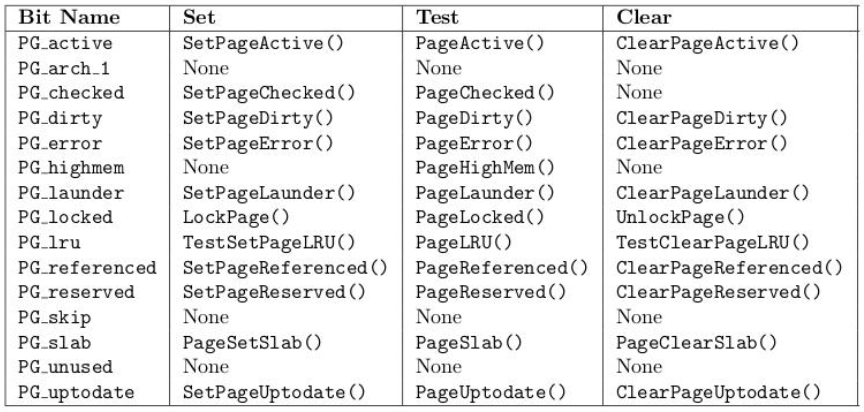 Bit Name Set Test Clear
PG_active SetPageActive() PageActive() ClearPageActive()
PG_arch_1 None None None
PG_checked SetPageChecked() PageChecked() None
PG_dirty SetPageDirty() PageDirty() ClearPageDirty()
PG_error SetPageError() PageError() ClearPageError()
PG_highmem None PageHighMem() None
PG_launder SetPageLaunder() PageLaunder() ClearPageLaunder()
PG_locked LockPage() PageLocked() UnlockPage()
PG_lru TestSetPageLRU() PageLRU() TestClearPageLRU()
PG_referenced SetPageReferenced() PageReferenced() ClearPageReferenced()
PG_reserved SetPageReserved() PageReserved() ClearPageReserved()
PG_skip None None None
PG_slab PageSetSlab() PageSlab() PageClearSlab()
PG_unused None None None
PG_uptodate SetPageUptodate() PageUptodate() ClearPageUptodate()